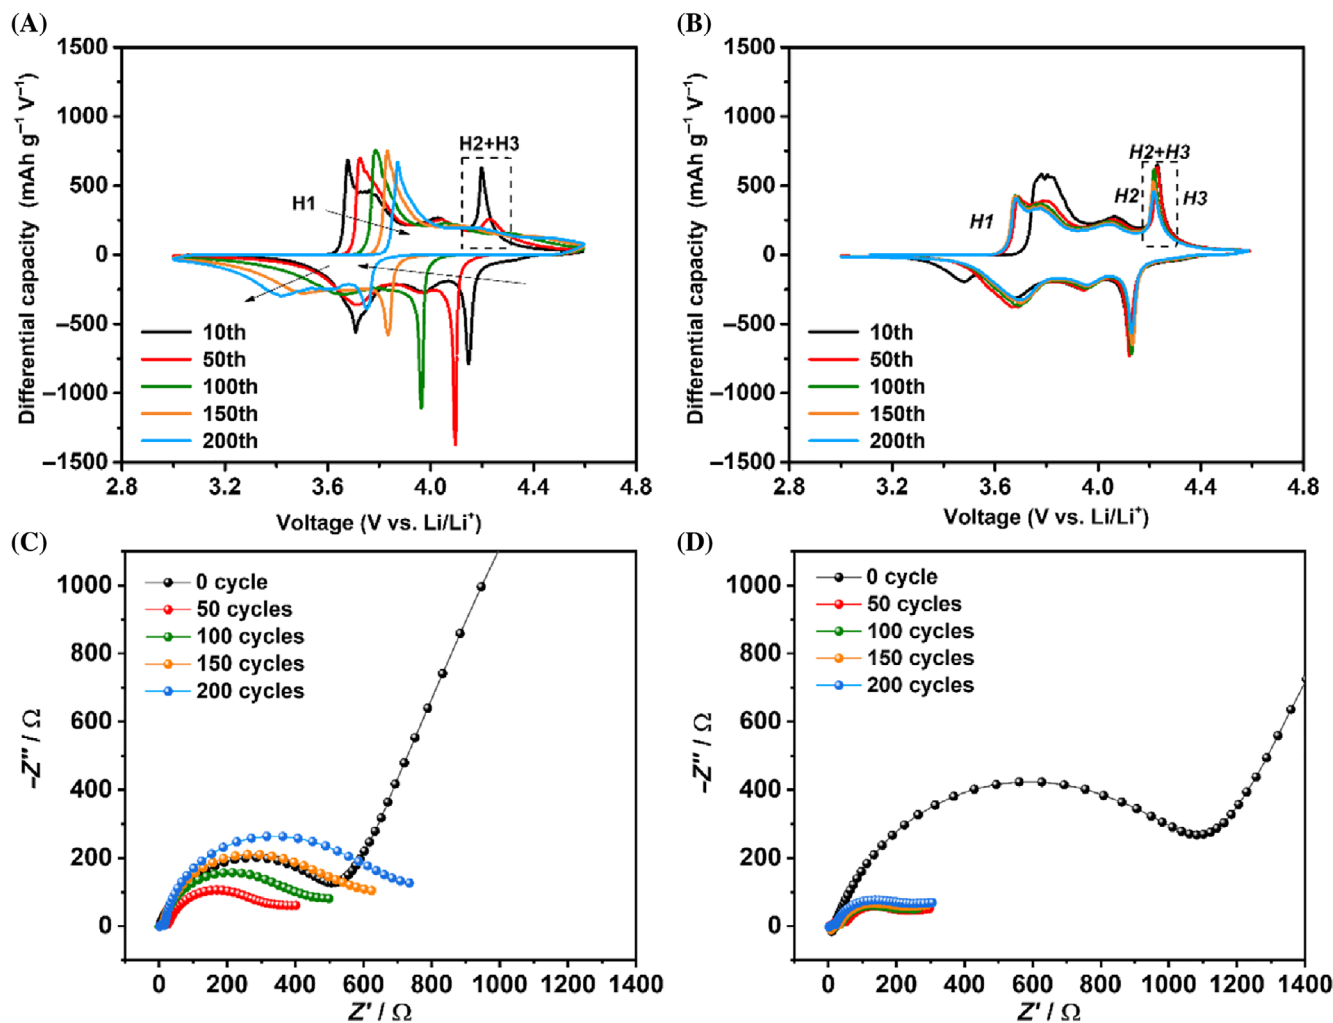 (A)
Differential capacity (mAh g⁻¹ V⁻¹)
1500
1000
500
0
−500
−1000
−1500
H1
H2+H3
10th
50th
100th
150th
200th
2.8 3.2 3.6 4.0 4.4 4.8
Voltage (V vs. Li/Li⁺)
(B)
Differential capacity (mAh g⁻¹ V⁻¹)
1500
1000
500
0
−500
−1000
−1500
H2+H3
H1
H2
H3
10th
50th
100th
150th
200th
2.8 3.2 3.6 4.0 4.4 4.8
Voltage (V vs. Li/Li⁺)
(C)
−Z'' / Ω
1000
800
600
400
200
0
0 cycle
50 cycles
100 cycles
150 cycles
200 cycles
0 200 400 600 800 1000 1200 1400
Z' / Ω
(D)
−Z'' / Ω
1000
800
600
400
200
0
0 cycle
50 cycles
100 cycles
150 cycles
200 cycles
0 200 400 600 800 1000 1200 1400
Z' / Ω